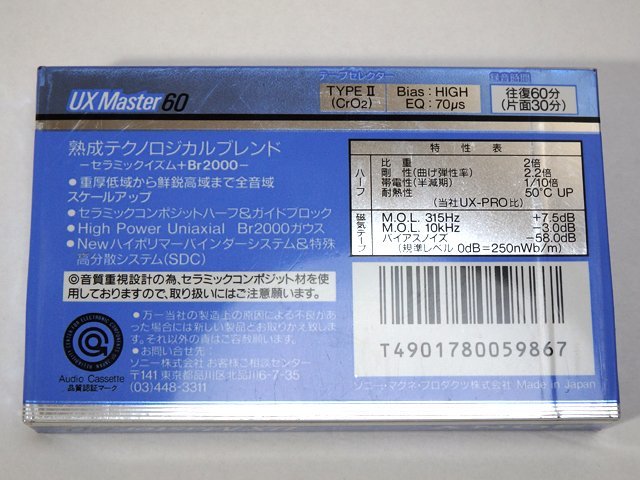 テープセレクター
録音時間
UX Master 60
TYPE II
(CrO2)
Bias : HIGH
EQ : 70μs
往復60分
(片面30分)
熟成テクノロジカルブレンド
−セラミックイズム+Br2000−
●重厚低域から鮮鋭高域まで全音域
スケールアップ
●セラミックコンポジットハーフ&ガイドブロック
●High Power Uniaxial Br2000ガウス
●Newハイポリマーバインダーシステム&特殊
高分散システム(SDC)
◎音質重視設計の為、セラミックコンポジット材を使
用しておりますので、取り扱いにはご注意願います。
●万一当社の製造上の原因による不良があっ
た場合には新しい製品とお取りかえ致しま
す。それ以外の責はご容赦願います。
●お問い合せ先：
ソニー株式会社 お客様ご相談センター
〒141 東京都品川区北品川6-7-35
(03)448-3311
Audio Cassette
品質認証マーク
特性表
ハーフ
比重 2倍
剛性(曲げ弾性率) 2.2倍
帯電性(半減期) 1/10倍
耐熱性 50℃ UP
(当社UX-PRO比)
磁気テープ
M.O.L. 315Hz +7.5dB
M.O.L. 10kHz −3.0dB
バイアスノイズ −58.0dB
(規準レベル 0dB=250nWb/m)
T4901780059867
ソニー・マグネ・プロダクツ株式会社 Made in Japan